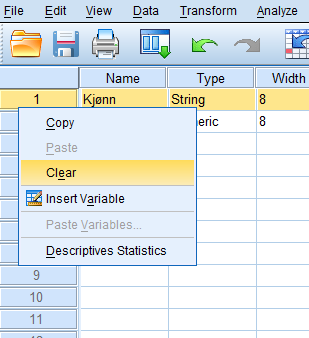 File Edit View Data Transform Analyze
Name Type Width
1 Kjønn String 8
eric 8
Copy
Paste
Clear
Insert Variable
Paste Variables...
Descriptives Statistics
9
10
11